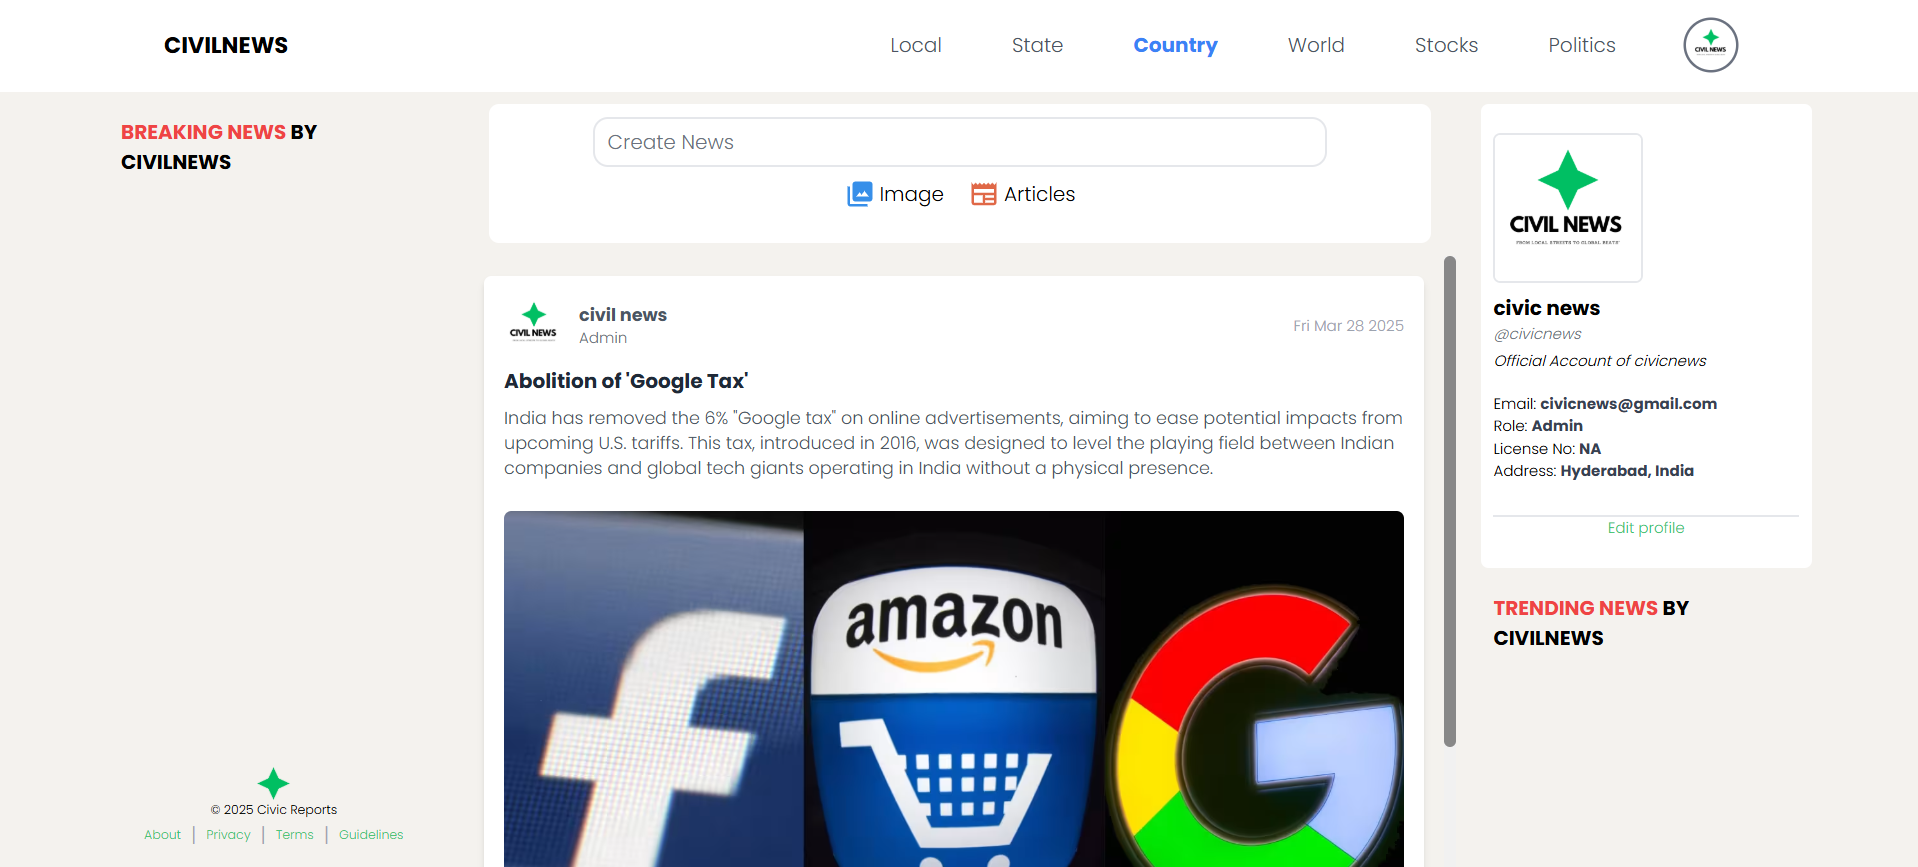 CIVILNEWS
Local
State
Country
World
Stocks
Politics
CIVIL NEWS
BREAKING NEWS BY
CIVILNEWS
Create News
Image
Articles
CIVIL NEWS
civil news
Admin
Fri Mar 28 2025
Abolition of 'Google Tax'
India has removed the 6% "Google tax" on online advertisements, aiming to ease potential impacts from
upcoming U.S. tariffs. This tax, introduced in 2016, was designed to level the playing field between Indian
companies and global tech giants operating in India without a physical presence.
f
amazon
G
CIVIL NEWS
FROM LOCAL STREETS TO GLOBAL BEATS'
civic news
@civicnews
Official Account of civicnews
Email: civicnews@gmail.com
Role: Admin
License No: NA
Address: Hyderabad, India
Edit profile
TRENDING NEWS BY
CIVILNEWS
© 2025 Civic Reports
About
Privacy
Terms
Guidelines